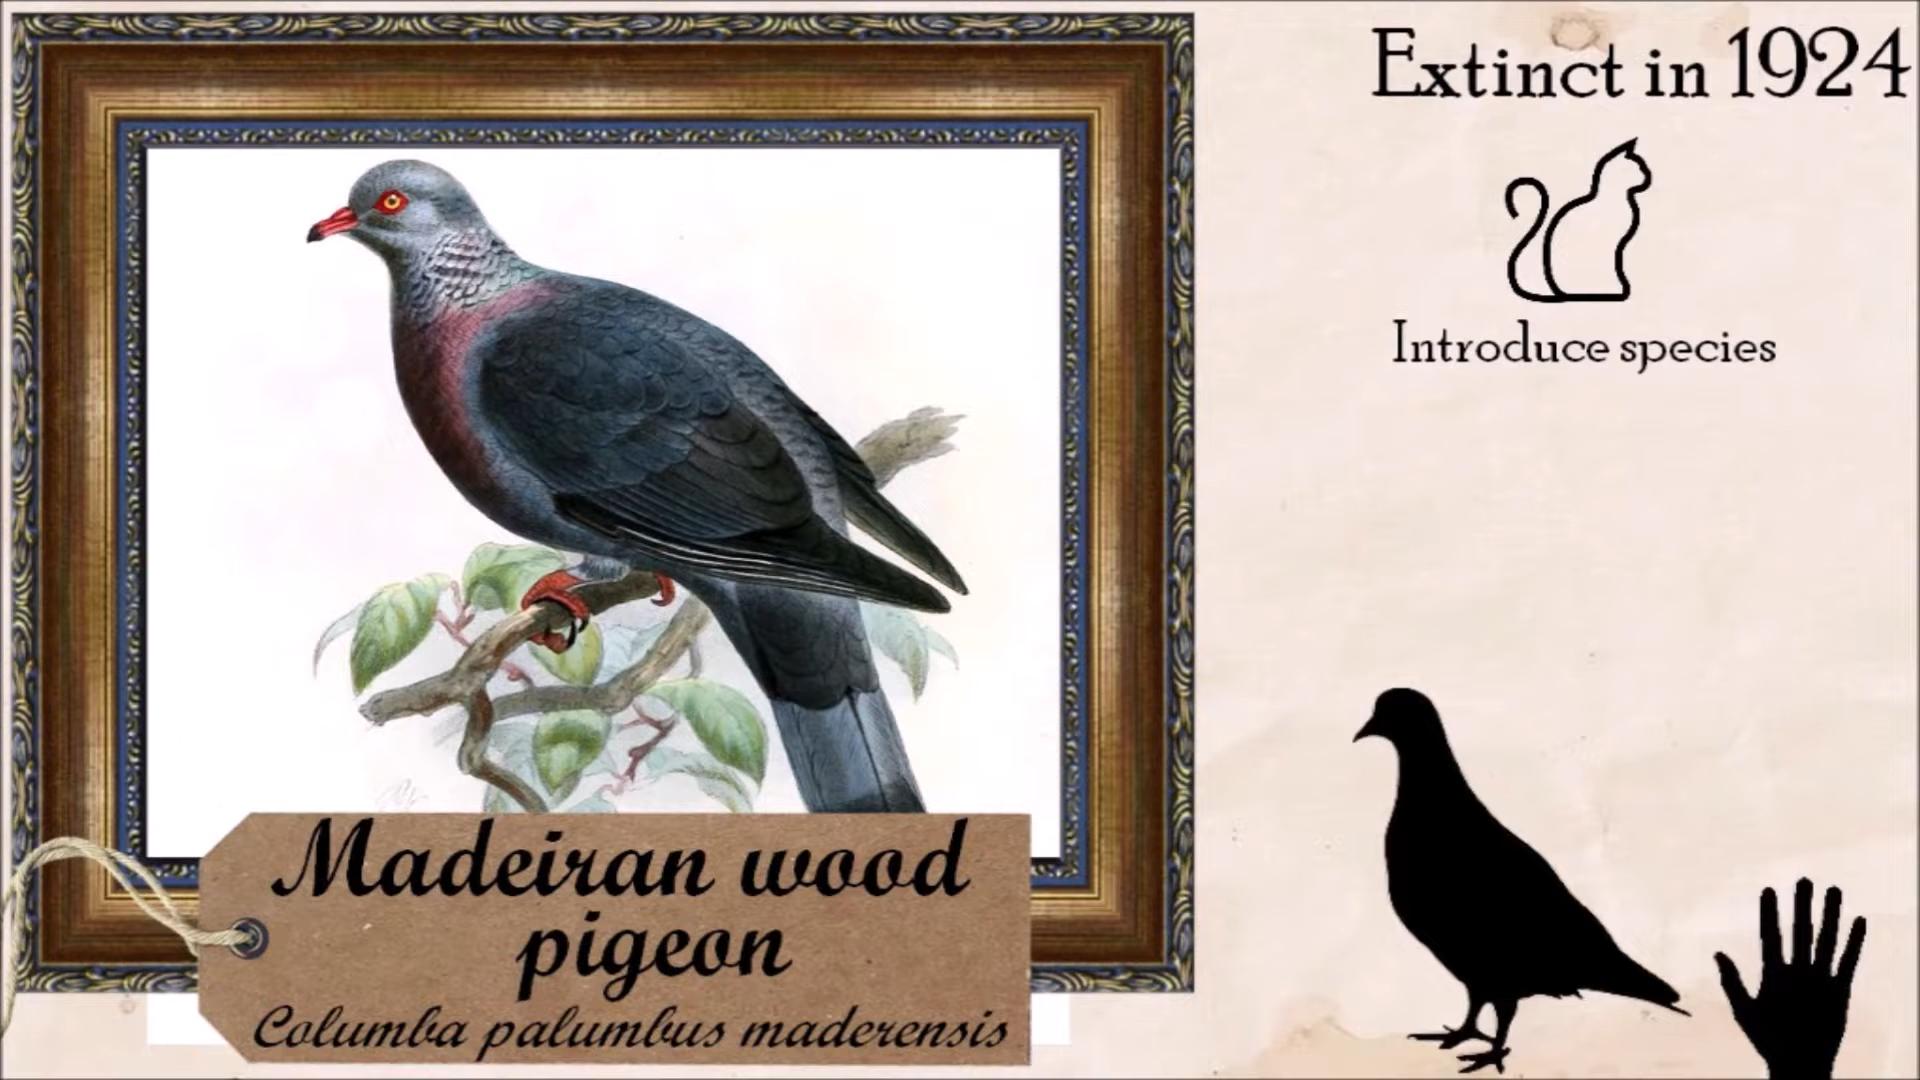 Extinct in 1924
Introduce species
Madeiran wood
pigeon
Columba palumbus maderensis